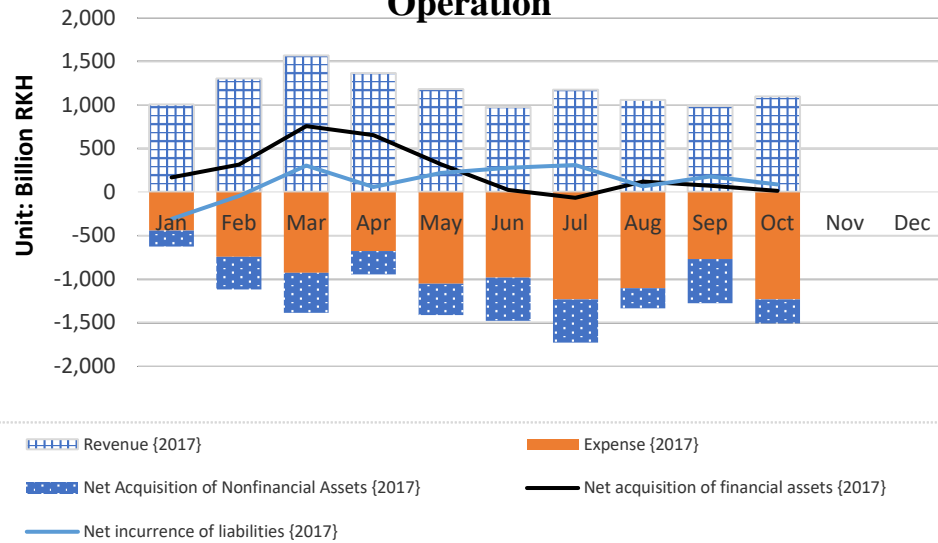 Operation
Unit: Billion RKH
2,000
1,500
1,000
500
0
-500
-1,000
-1,500
-2,000
Jan Feb Mar Apr May Jun Jul Aug Sep Oct Nov Dec
Revenue {2017} Expense {2017}
Net Acquisition of Nonfinancial Assets {2017} Net acquisition of financial assets {2017}
Net incurrence of liabilities {2017}